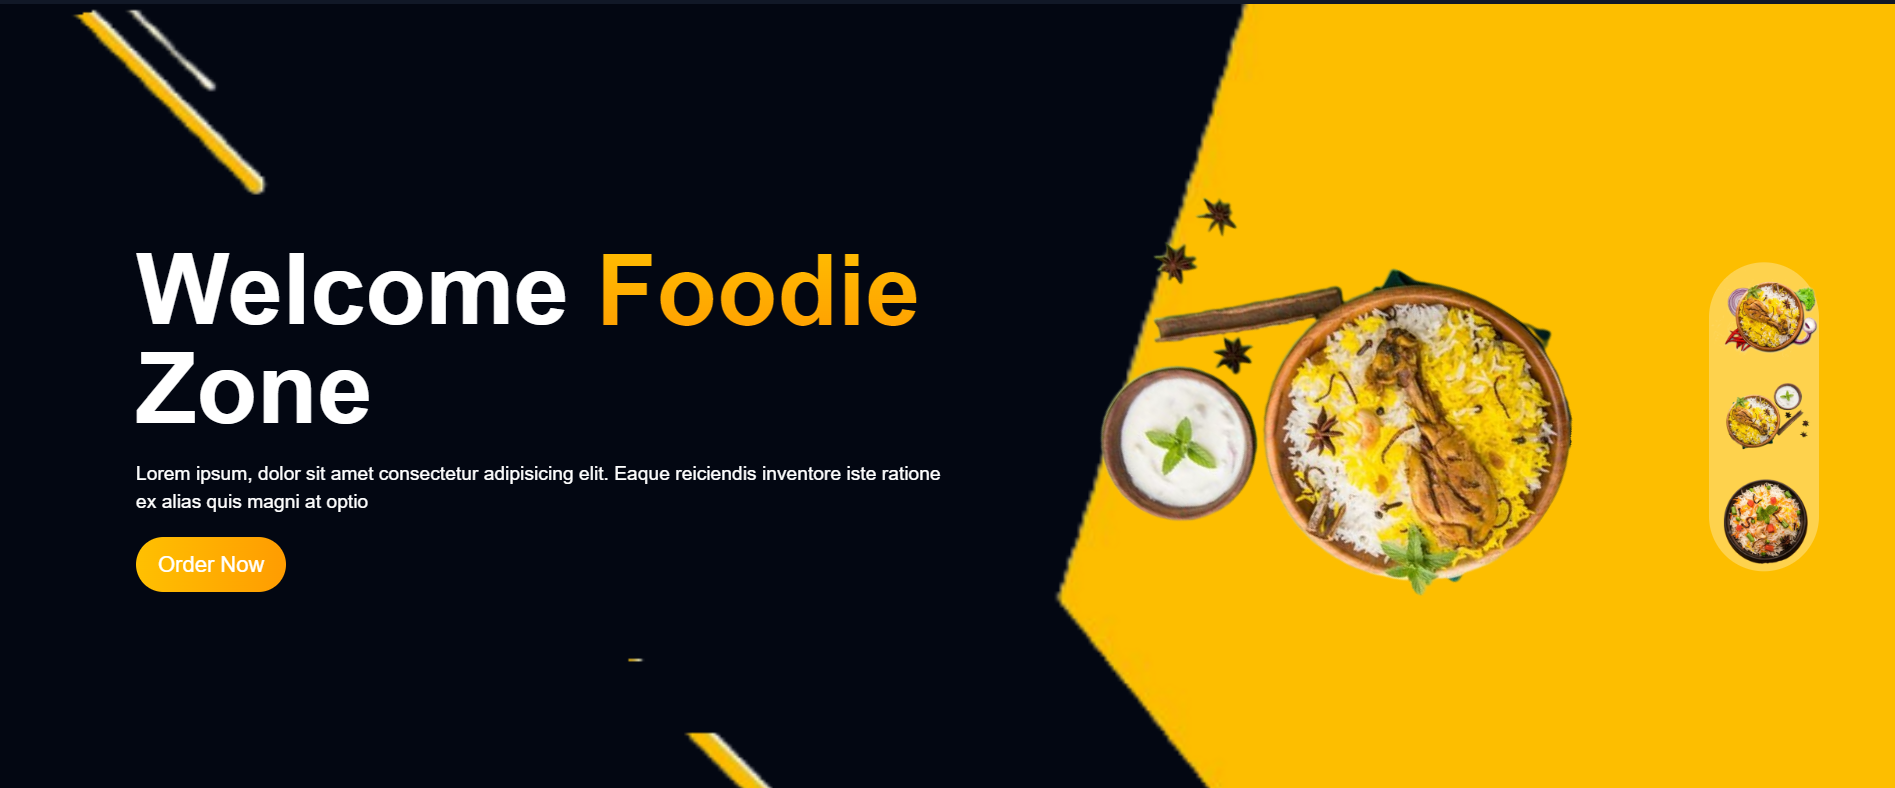 Welcome Foodie
Zone
Lorem ipsum, dolor sit amet consectetur adipisicing elit. Eaque reiciendis inventore iste ratione
ex alias quis magni at optio
Order Now